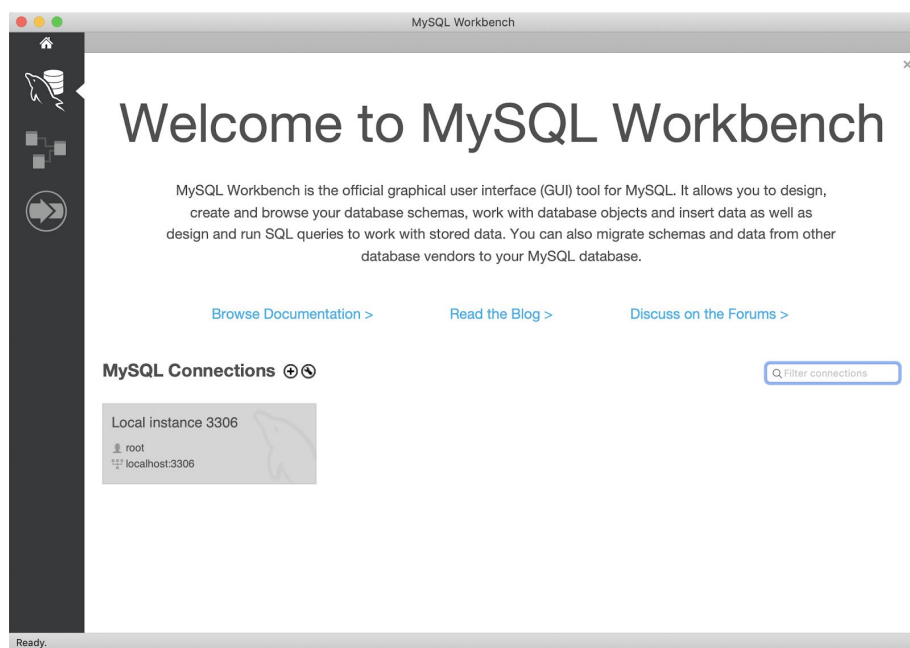 MySQL Workbench
Welcome to MySQL Workbench
MySQL Workbench is the official graphical user interface (GUI) tool for MySQL. It allows you to design,
create and browse your database schemas, work with database objects and insert data as well as
design and run SQL queries to work with stored data. You can also migrate schemas and data from other
database vendors to your MySQL database.
Browse Documentation > Read the Blog > Discuss on the Forums >
MySQL Connections Filter connections
Local instance 3306
root
localhost:3306
Ready.